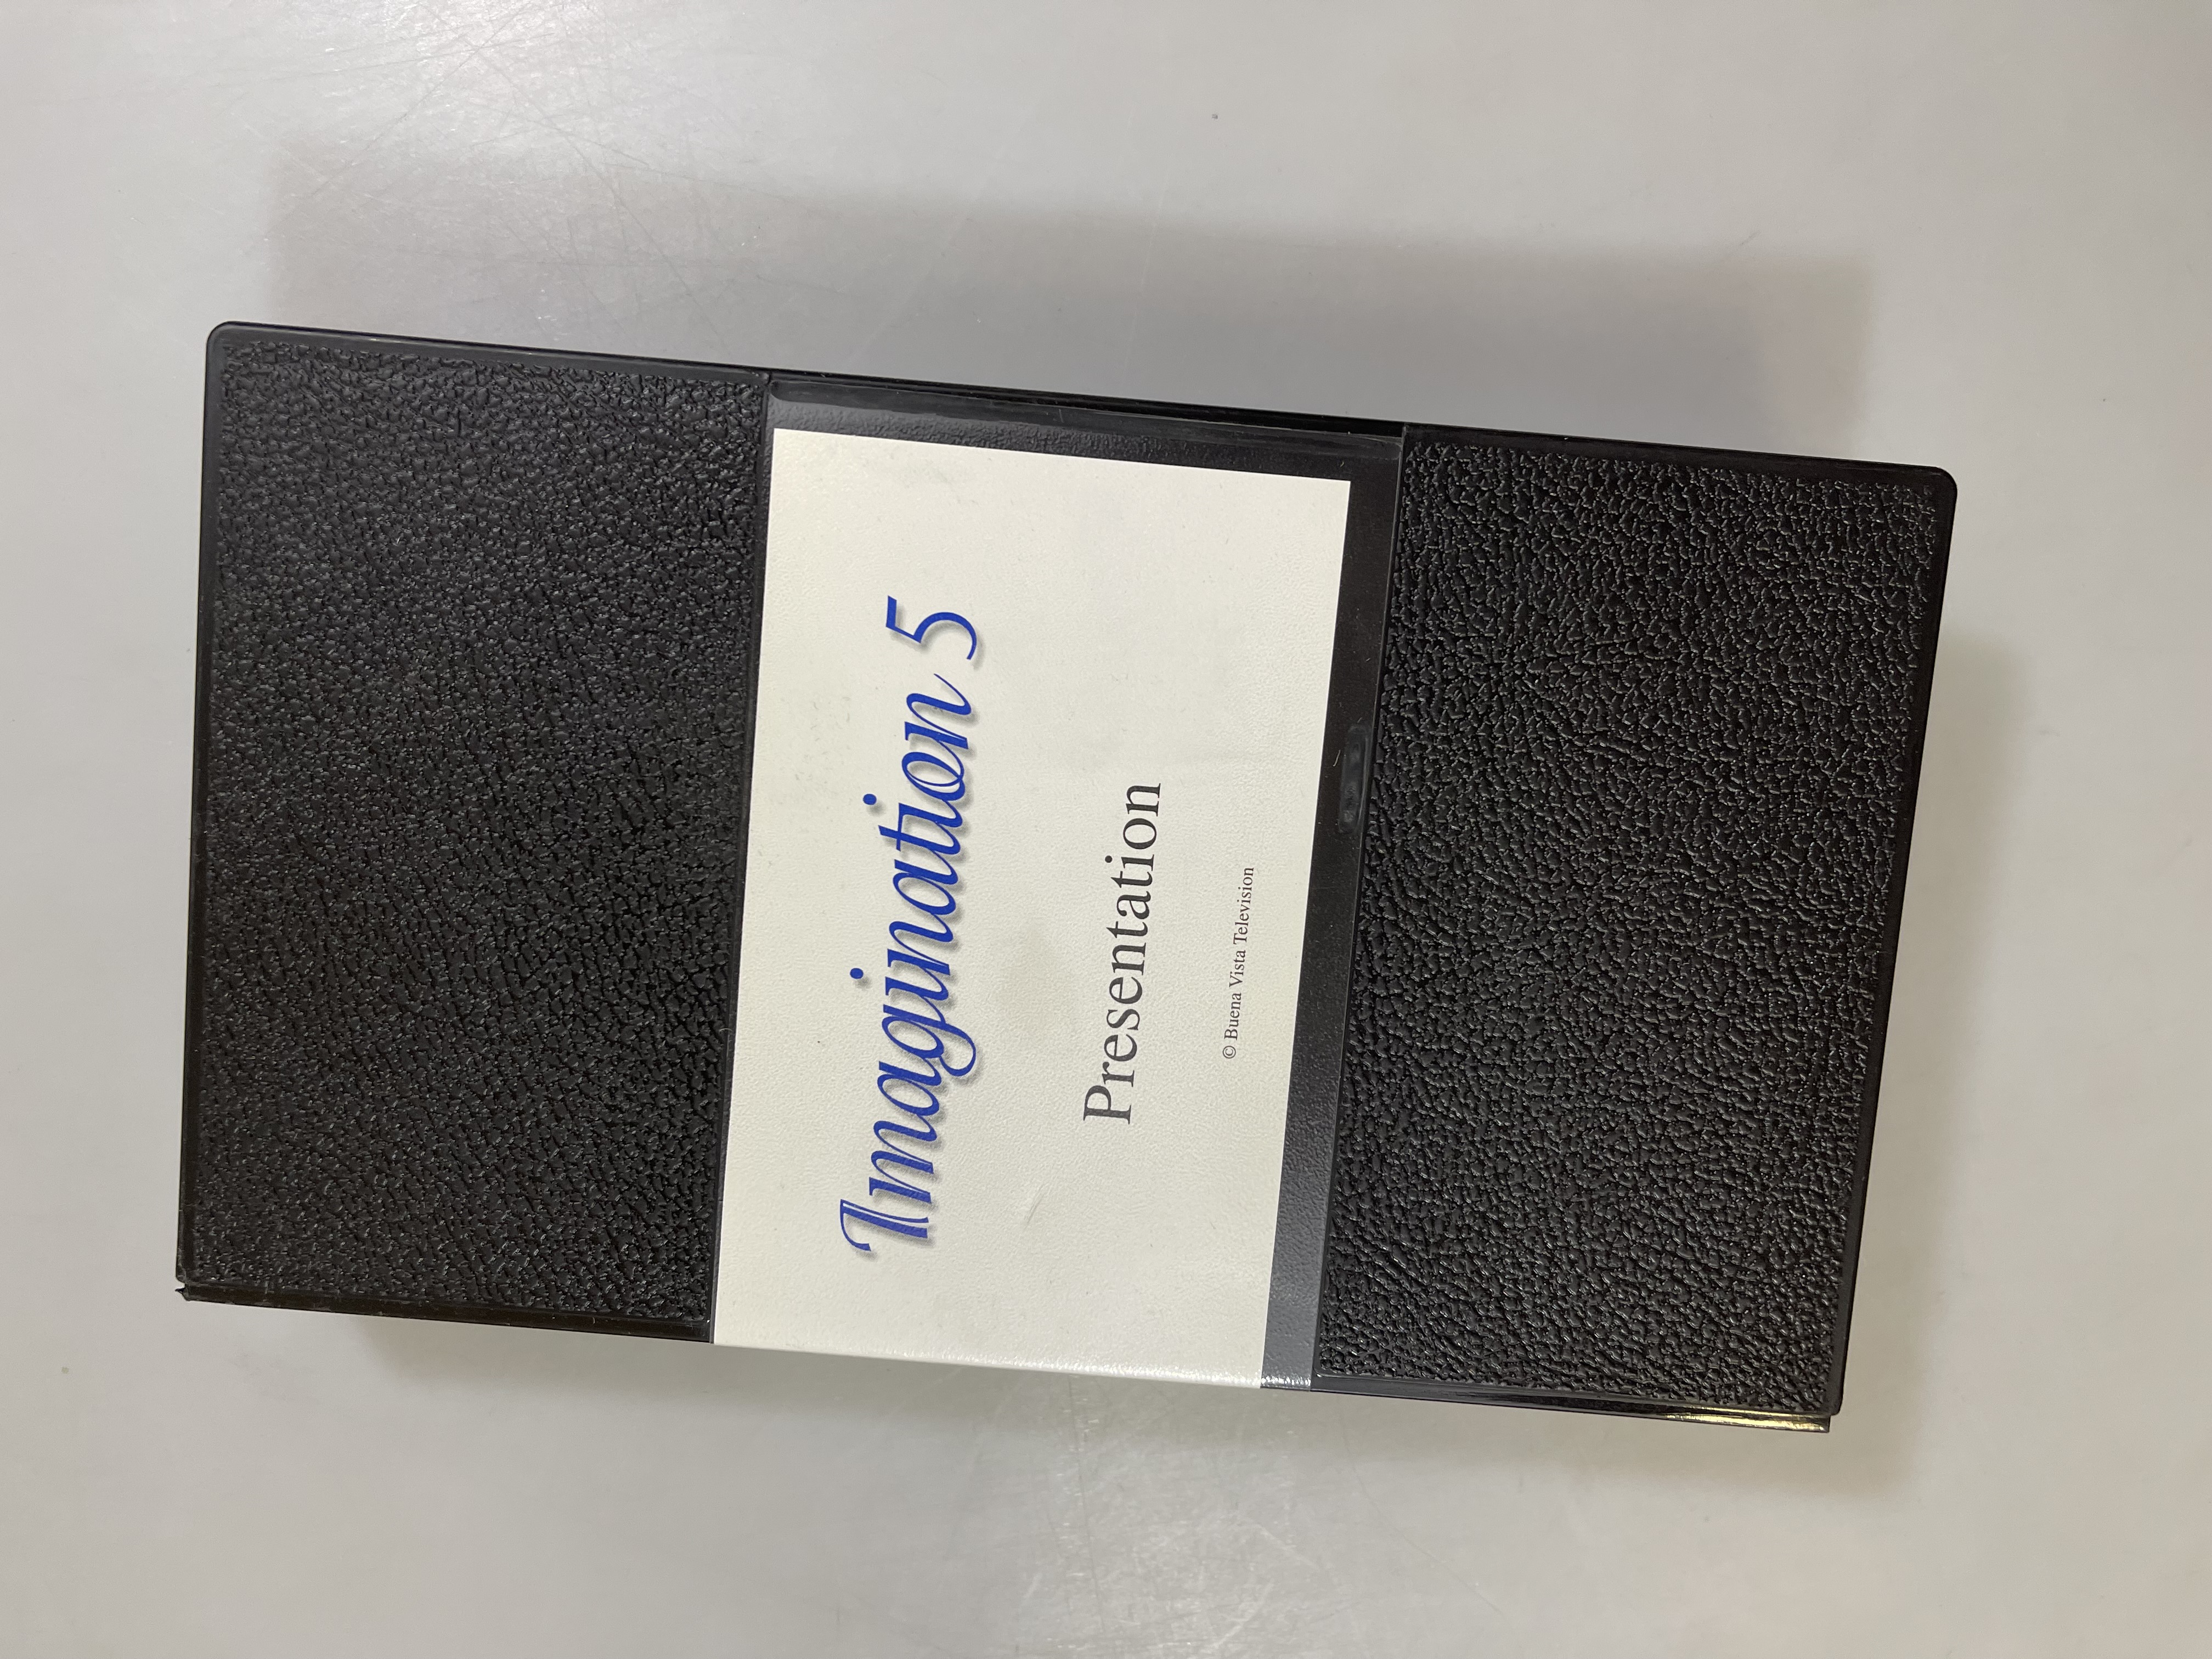 Imagination 5
Presentation
© Buena Vista Television